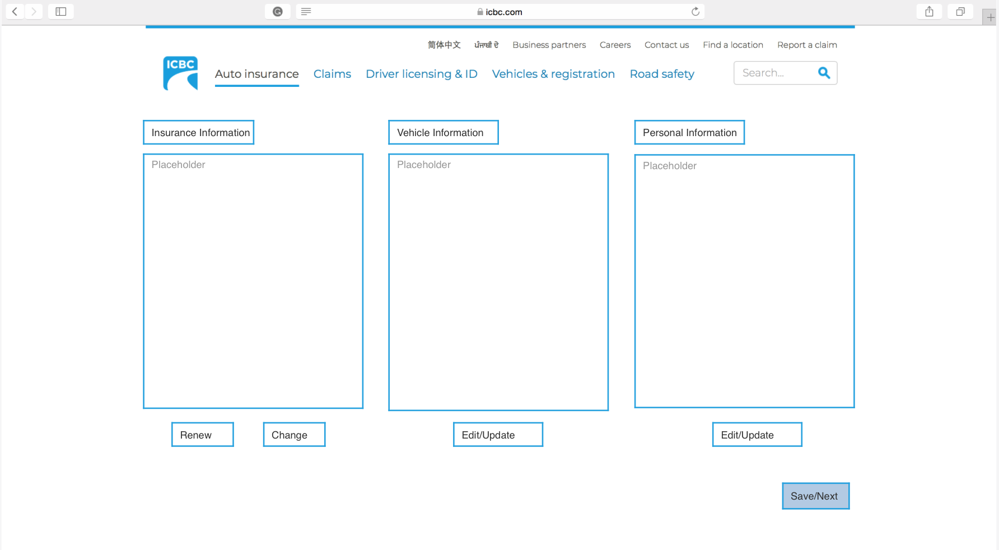 icbc.com
简体中文 ਪੰਜਾਬੀ ਦੇ Business partners Careers Contact us Find a location Report a claim
ICBC
Auto insurance Claims Driver licensing & ID Vehicles & registration Road safety Search...
Insurance Information Vehicle Information Personal Information
Placeholder Placeholder Placeholder
Renew Change Edit/Update Edit/Update
Save/Next